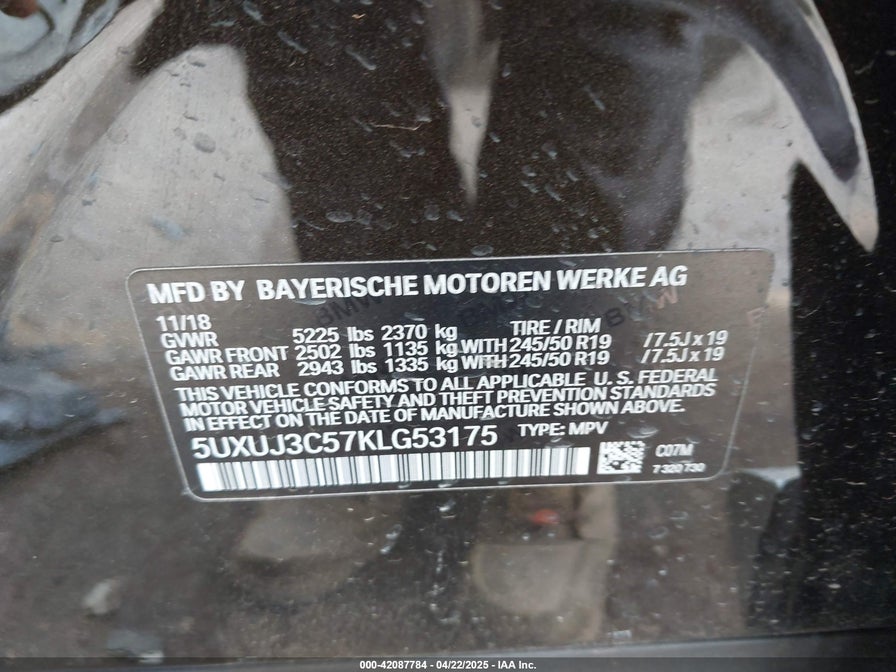 MFD BY BAYERISCHE MOTOREN WERKE AG
11/18
GVWR 5225 lbs 2370 kg TIRE / RIM
GAWR FRONT 2502 lbs 1135 kg WITH 245/50 R19 / 7.5J x 19
GAWR REAR 2943 lbs 1335 kg WITH 245/50 R19 / 7.5J x 19
THIS VEHICLE CONFORMS TO ALL APPLICABLE U. S. FEDERAL
MOTOR VEHICLE SAFETY AND THEFT PREVENTION STANDARDS
IN EFFECT ON THE DATE OF MANUFACTURE SHOWN ABOVE.
5UXUJ3C57KLG53175 TYPE: MPV
C07M
7 320 730
000-42087784 - 04/22/2025 - IAA Inc.